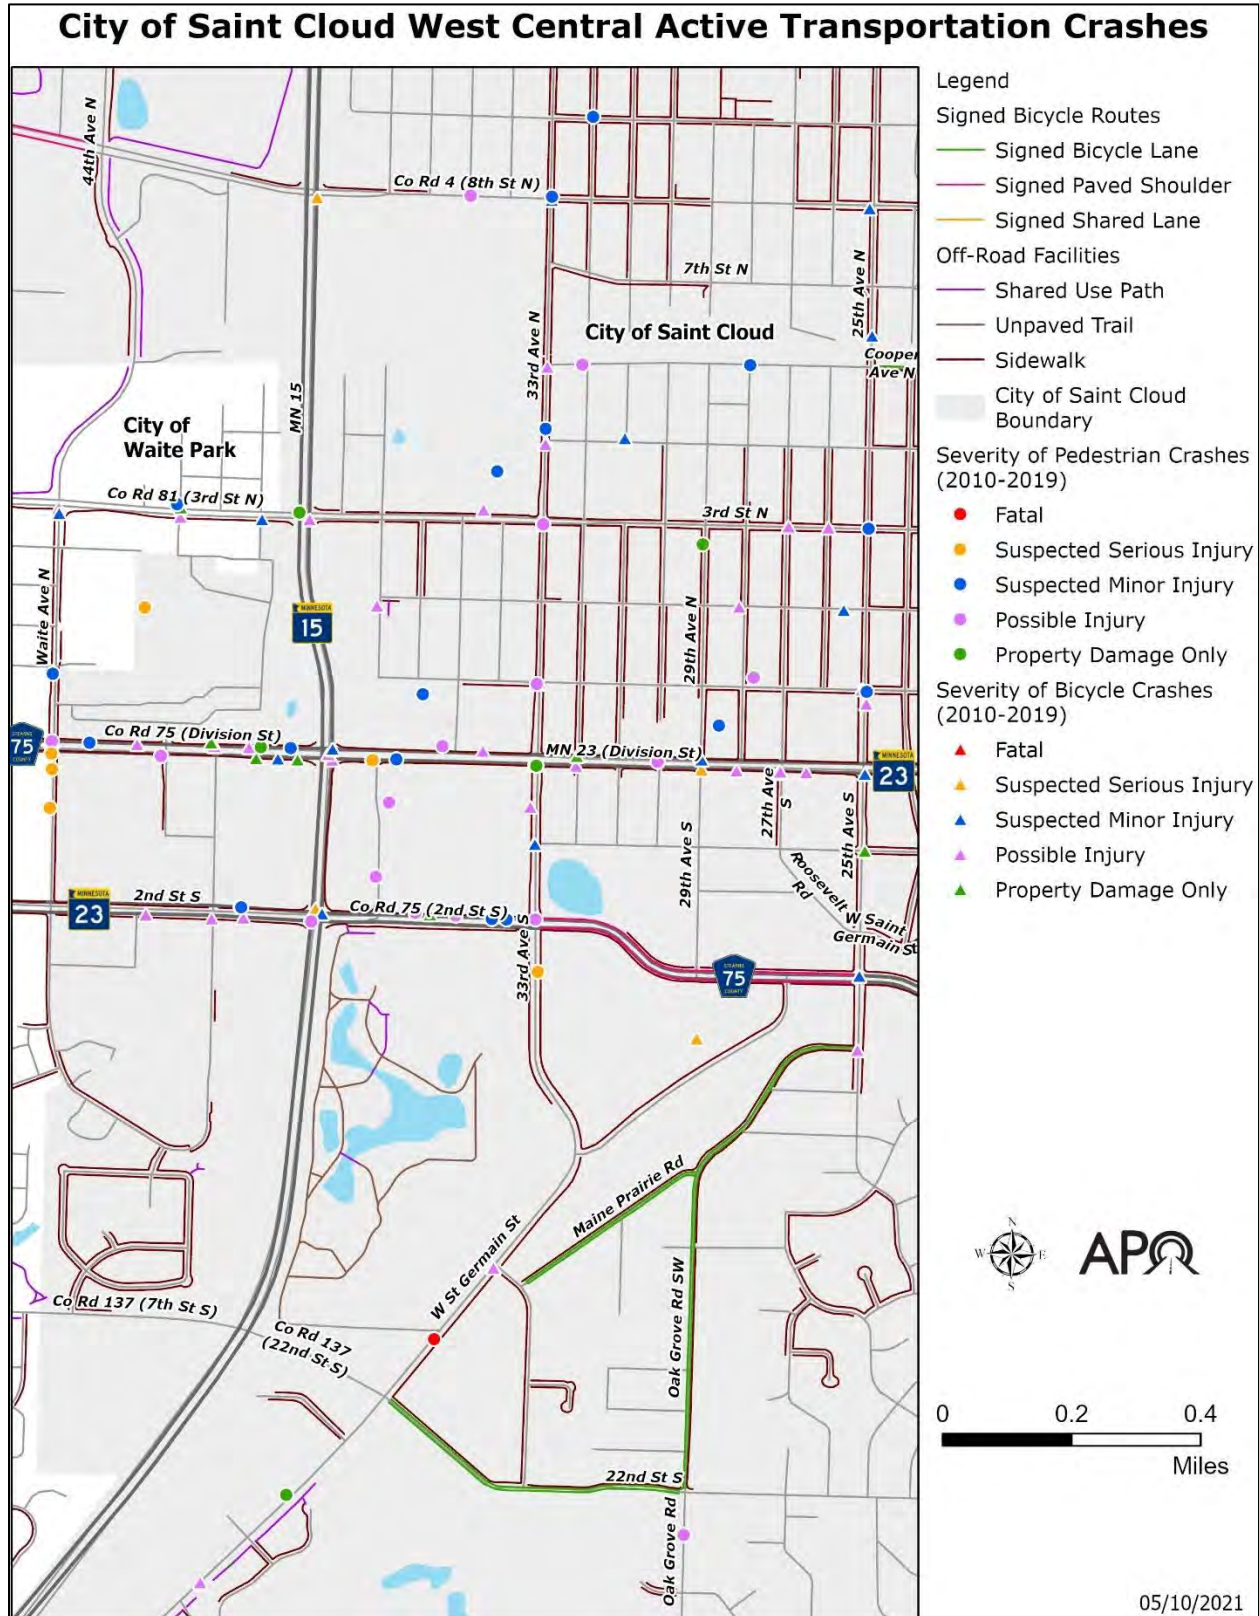 City of Saint Cloud West Central Active Transportation Crashes
44th Ave N
Co Rd 4 (8th St N)
7th St N
25th Ave N
City of Saint Cloud
Cooper
Ave N
33rd Ave N
MN 15
City of
Waite Park
Co Rd 81 (3rd St N)
3rd St N
Waite Ave N
MINNESOTA
15
29th Ave N
75
COUNTY
Co Rd 75 (Division St)
MN 23 (Division St)
MINNESOTA
23
27th Ave
S
29th Ave S
25th Ave S
Roosevelt
Rd
W Saint
Germain St
MINNESOTA
23
2nd St S
Co Rd 75 (2nd St S)
33rd Ave S
STEARNS
75
COUNTY
Maine Prairie Rd
W St Germain St
Oak Grove Rd SW
Co Rd 137 (7th St S)
Co Rd 137
(22nd St S)
22nd St S
Oak Grove Rd
Legend
Signed Bicycle Routes
Signed Bicycle Lane
Signed Paved Shoulder
Signed Shared Lane
Off-Road Facilities
Shared Use Path
Unpaved Trail
Sidewalk
City of Saint Cloud
Boundary
Severity of Pedestrian Crashes
(2010-2019)
Fatal
Suspected Serious Injury
Suspected Minor Injury
Possible Injury
Property Damage Only
Severity of Bicycle Crashes
(2010-2019)
Fatal
Suspected Serious Injury
Suspected Minor Injury
Possible Injury
Property Damage Only
N
W E
S
APO
0 0.2 0.4
Miles
05/10/2021